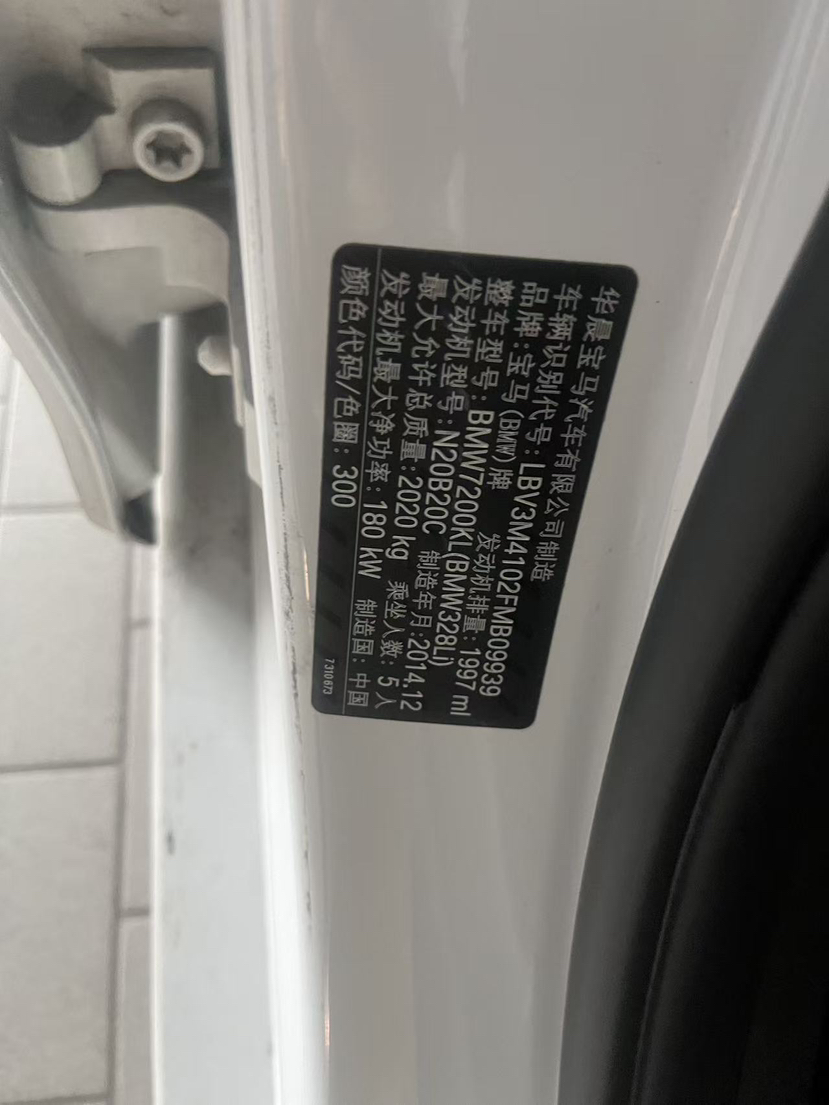 华晨宝马汽车有限公司制造
车辆识别代号:LBV3M4102FMB09939
品牌:宝马(BMW)牌 发动机排量:1997 ml
整车型号:BMW7200KL(BMW328Li)
发动机型号:N20B20C 制造年月:2014.12
最大允许总质量:2020 kg 乘坐人数:5人
发动机最大净功率:180 kW 制造国:中国
颜色代码/色圈:300 7310673